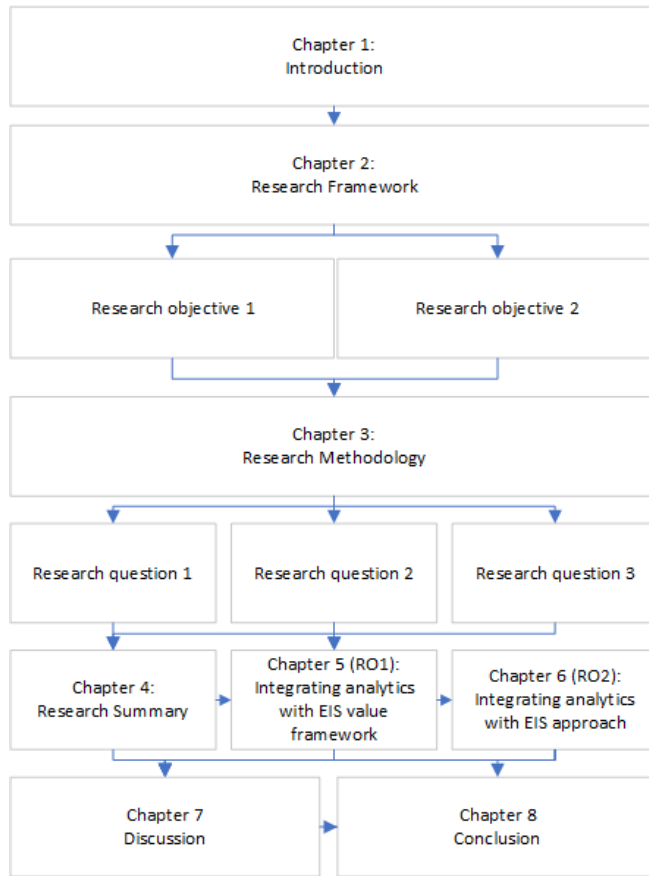 Chapter 1:
Introduction
Chapter 2:
Research Framework
Research objective 1
Research objective 2
Chapter 3:
Research Methodology
Research question 1
Research question 2
Research question 3
Chapter 4:
Research Summary
Chapter 5 (RO1):
Integrating analytics
with EIS value
framework
Chapter 6 (RO2):
Integrating analytics
with EIS approach
Chapter 7
Discussion
Chapter 8
Conclusion